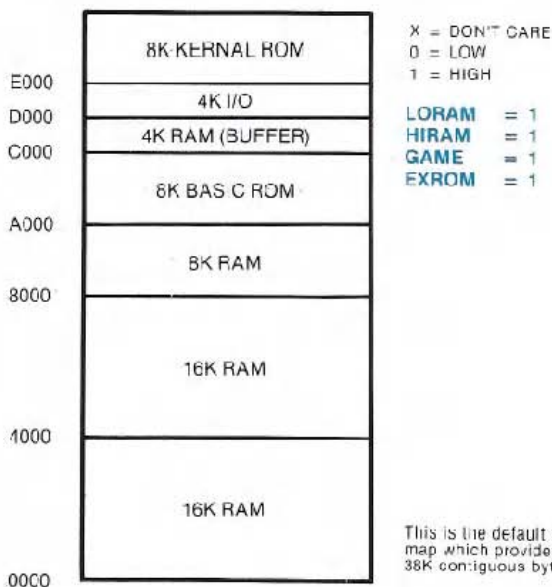 8K KERNAL ROM
E000
4K I/O
D000
4K RAM (BUFFER)
C000
8K BASIC ROM
A000
8K RAM
8000
16K RAM
4000
16K RAM
0000
X = DON'T CARE
0 = LOW
1 = HIGH
LORAM = 1
HIRAM = 1
GAME = 1
EXROM = 1
This is the default
map which provide
38K contiguous by